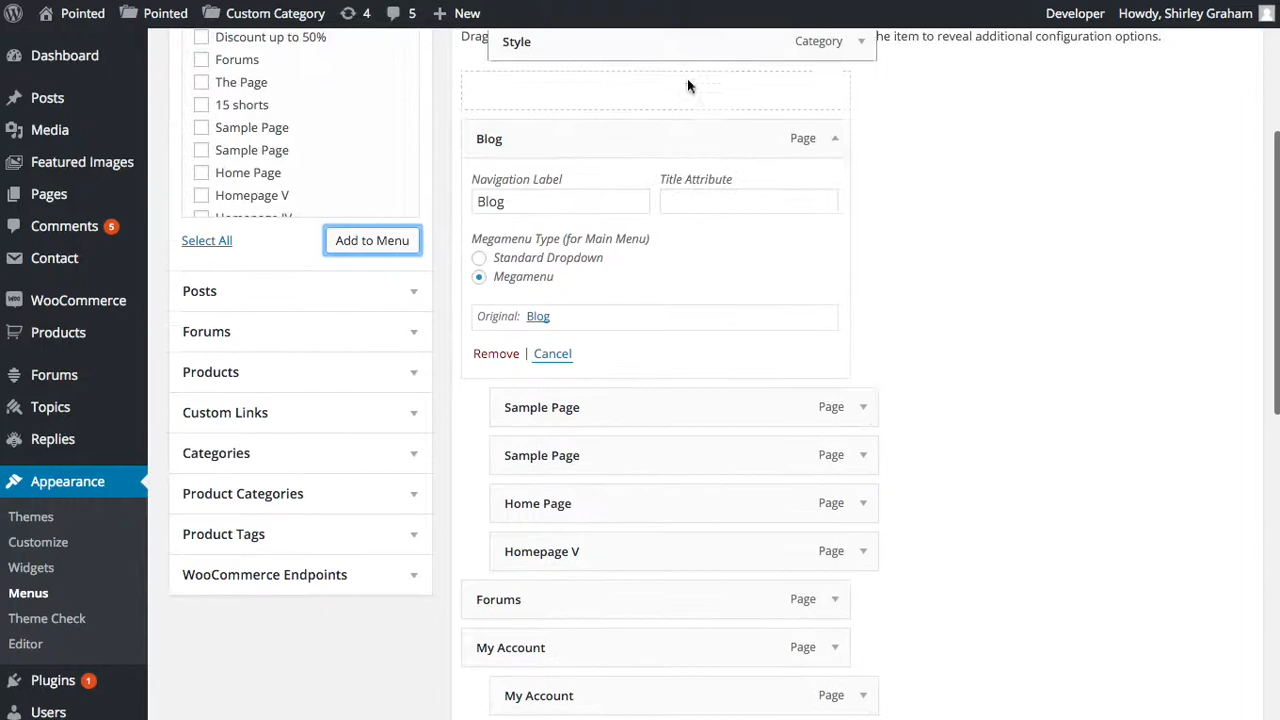 Pointed
Pointed
Custom Category
4
5
New
Developer
Howdy, Shirley Graham
Dashboard
Posts
Media
Featured Images
Pages
Comments 5
Contact
WooCommerce
Products
Forums
Topics
Replies
Appearance
Themes
Customize
Widgets
Menus
Theme Check
Editor
Plugins 1
Users
Discount up to 50%
Forums
The Page
15 shorts
Sample Page
Sample Page
Home Page
Homepage V
Homepage IV
Select All
Add to Menu
Posts
Forums
Products
Custom Links
Categories
Product Categories
Product Tags
WooCommerce Endpoints
Drag
the item to reveal additional configuration options.
Style Category
Blog Page
Navigation Label
Title Attribute
Blog
Megamenu Type (for Main Menu)
Standard Dropdown
Megamenu
Original: Blog
Remove | Cancel
Sample Page Page
Sample Page Page
Home Page Page
Homepage V Page
Forums Page
My Account Page
My Account Page